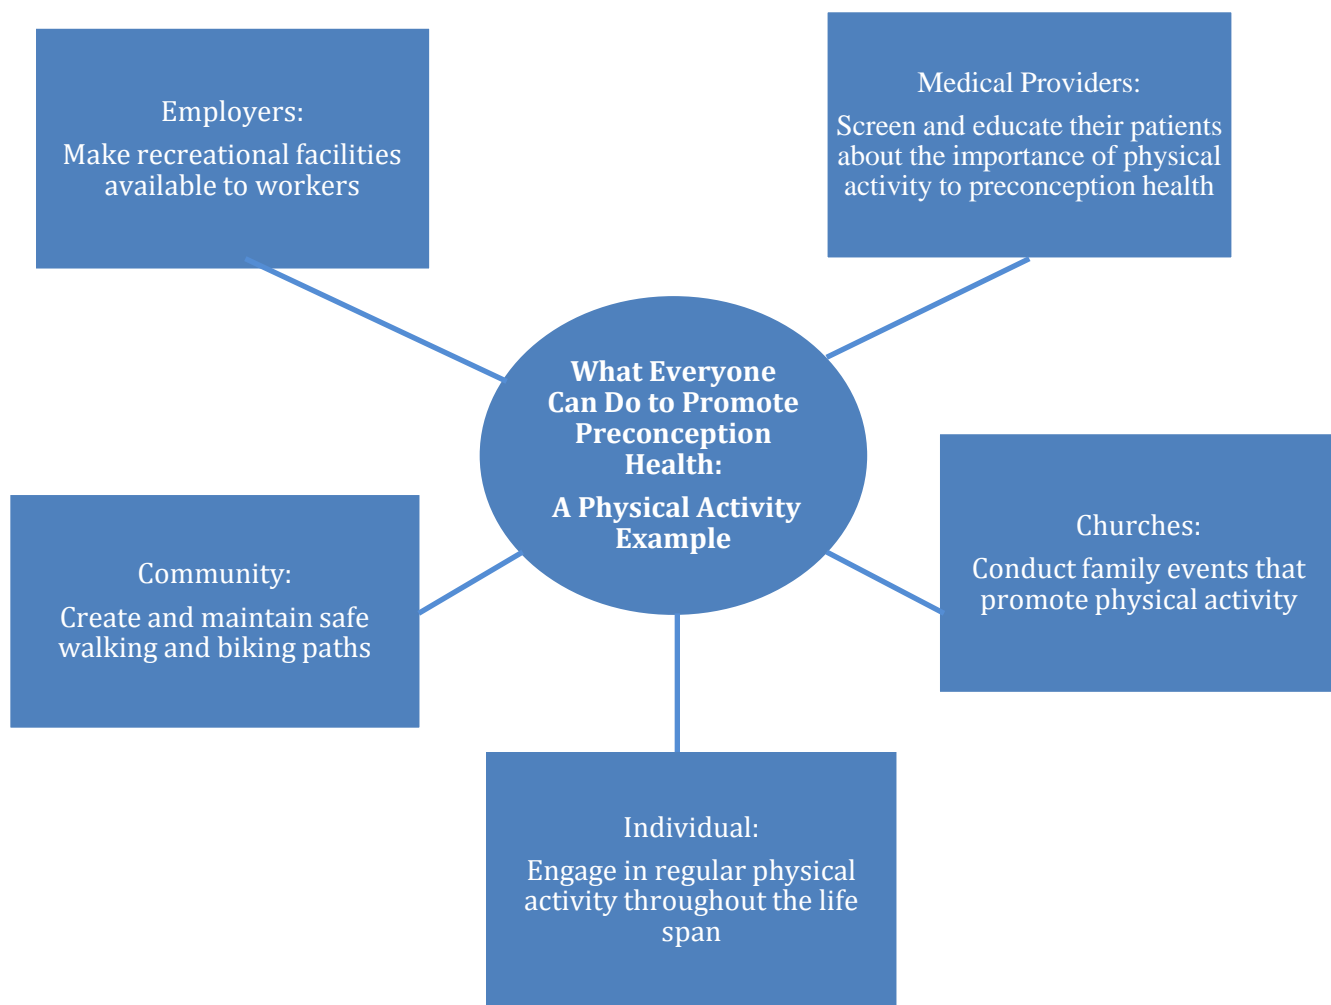 Employers:
Make recreational facilities
available to workers
Medical Providers:
Screen and educate their patients
about the importance of physical
activity to preconception health
What Everyone
Can Do to Promote
Preconception
Health:
A Physical Activity
Example
Community:
Create and maintain safe
walking and biking paths
Churches:
Conduct family events that
promote physical activity
Individual:
Engage in regular physical
activity throughout the life
span